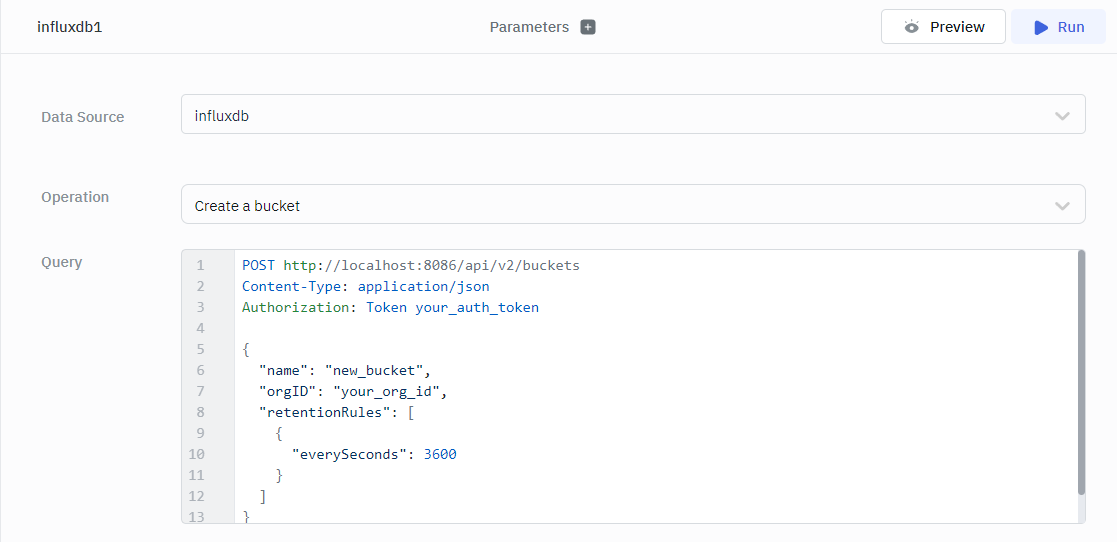 influxdb1
Parameters
Preview
Run
Data Source
influxdb
Operation
Create a bucket
Query
1 POST http://localhost:8086/api/v2/buckets
2 Content-Type: application/json
3 Authorization: Token your_auth_token
4
5 {
6   "name": "new_bucket",
7   "orgID": "your_org_id",
8   "retentionRules": [
9     {
10       "everySeconds": 3600
11     }
12   ]
13 }